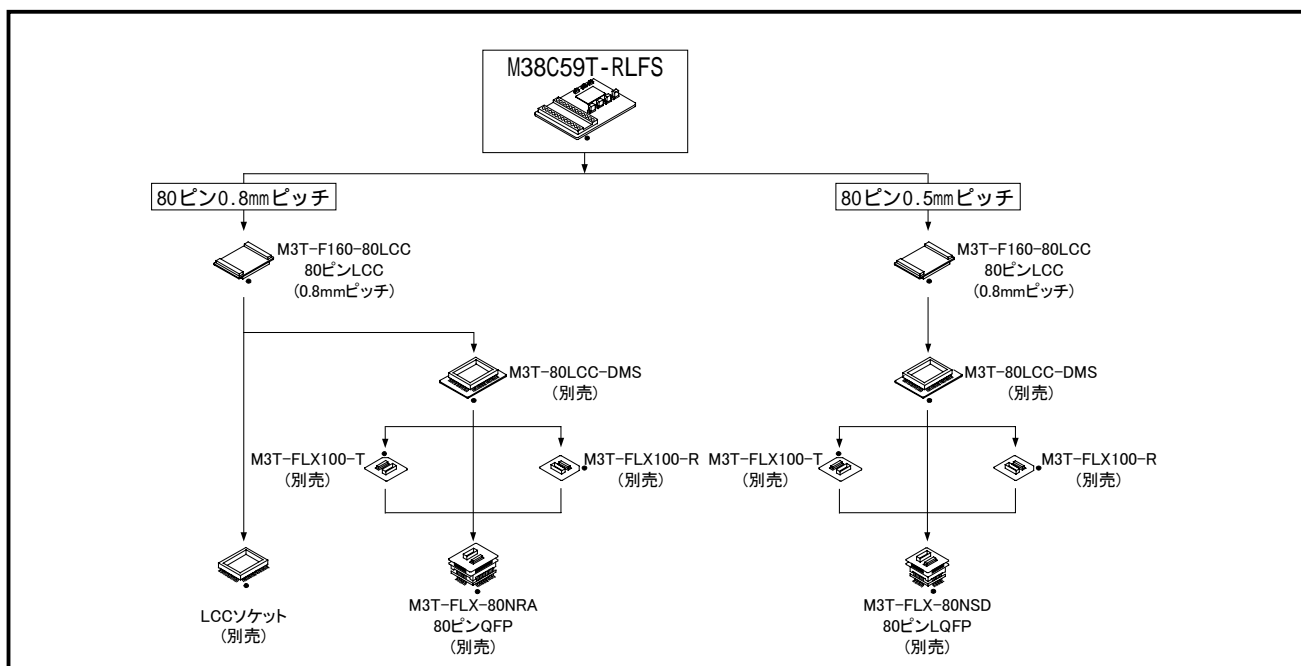 M38C59T-RLFS
80ピン0.8mmピッチ
80ピン0.5mmピッチ
M3T-F160-80LCC
80ピンLCC
(0.8mmピッチ)
M3T-F160-80LCC
80ピンLCC
(0.8mmピッチ)
M3T-80LCC-DMS
(別売)
M3T-80LCC-DMS
(別売)
M3T-FLX100-T
(別売)
M3T-FLX100-R
(別売)
M3T-FLX100-T
(別売)
M3T-FLX100-R
(別売)
LCCソケット
(別売)
M3T-FLX-80NRA
80ピンQFP
(別売)
M3T-FLX-80NSD
80ピンLQFP
(別売)